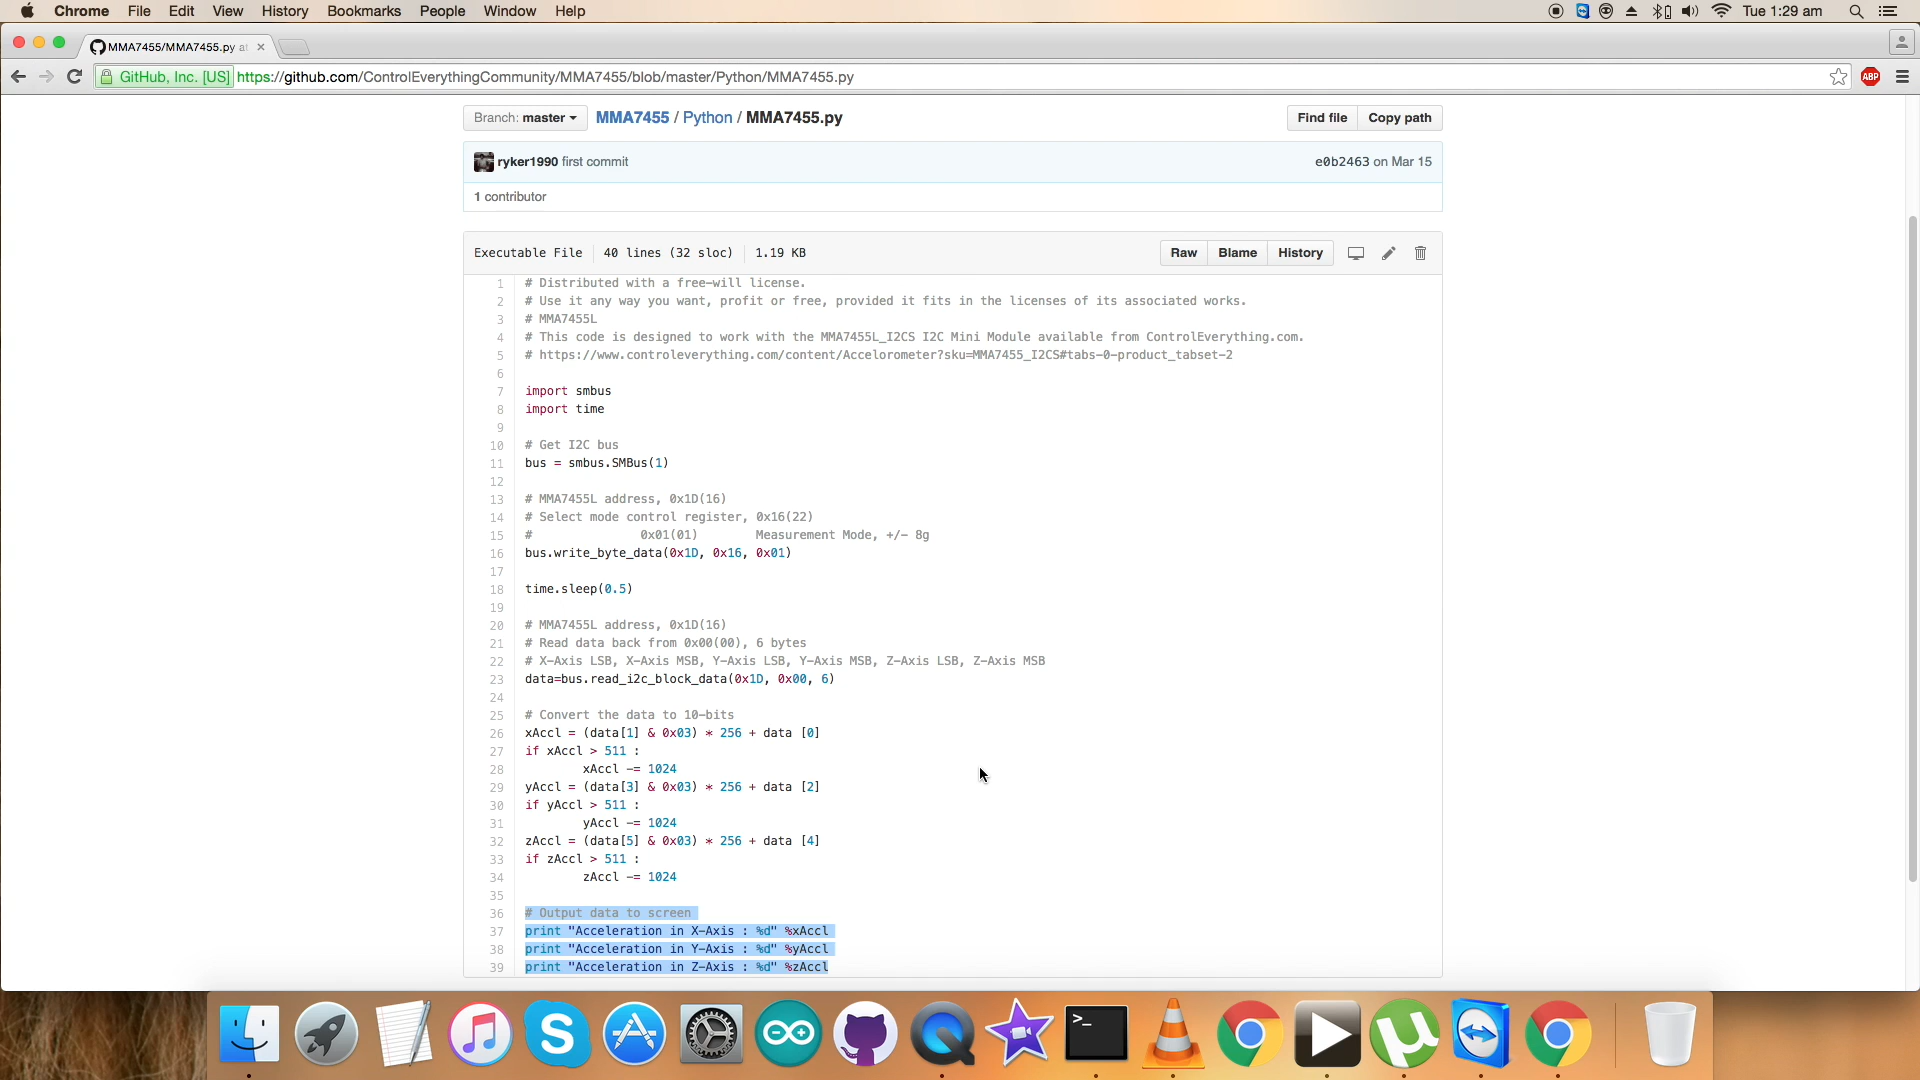 Chrome File Edit View History Bookmarks People Window Help Tue 1:29 am
MMA7455/MMA7455.py at
ABP
GitHub, Inc. [US] https://github.com/ControlEverythingCommunity/MMA7455/blob/master/Python/MMA7455.py
Branch: master MMA7455 / Python / MMA7455.py Find file Copy path
ryker1990 first commit e0b2463 on Mar 15
1 contributor
Executable File 40 lines (32 sloc) 1.19 KB Raw Blame History
1 # Distributed with a free-will license.
2 # Use it any way you want, profit or free, provided it fits in the licenses of its associated works.
3 # MMA7455L
4 # This code is designed to work with the MMA7455L_I2CS I2C Mini Module available from ControlEverything.com.
5 # https://www.controleverything.com/content/Accelorometer?sku=MMA7455_I2CS#tabs-0-product_tabset-2
6
7 import smbus
8 import time
9
10 # Get I2C bus
11 bus = smbus.SMBus(1)
12
13 # MMA7455L address, 0x1D(16)
14 # Select mode control register, 0x16(22)
15 # 0x01(01) Measurement Mode, +/- 8g
16 bus.write_byte_data(0x1D, 0x16, 0x01)
17
18 time.sleep(0.5)
19
20 # MMA7455L address, 0x1D(16)
21 # Read data back from 0x00(00), 6 bytes
22 # X-Axis LSB, X-Axis MSB, Y-Axis LSB, Y-Axis MSB, Z-Axis LSB, Z-Axis MSB
23 data=bus.read_i2c_block_data(0x1D, 0x00, 6)
24
25 # Convert the data to 10-bits
26 xAccl = (data[1] & 0x03) * 256 + data [0]
27 if xAccl > 511 :
28 xAccl -= 1024
29 yAccl = (data[3] & 0x03) * 256 + data [2]
30 if yAccl > 511 :
31 yAccl -= 1024
32 zAccl = (data[5] & 0x03) * 256 + data [4]
33 if zAccl > 511 :
34 zAccl -= 1024
35
36 # Output data to screen
37 print "Acceleration in X-Axis : %d" %xAccl
38 print "Acceleration in Y-Axis : %d" %yAccl
39 print "Acceleration in Z-Axis : %d" %zAccl